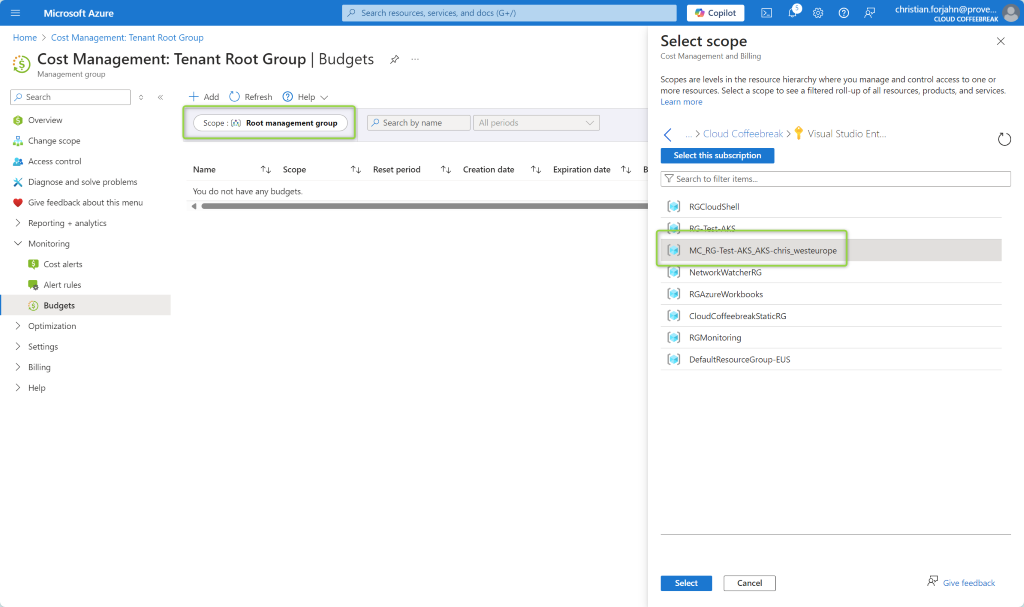 Microsoft Azure
Search resources, services, and docs (G+/)
Copilot
5
christian.forjahn@prove...
CLOUD COFFEEBREAK
Home > Cost Management: Tenant Root Group
Cost Management: Tenant Root Group | Budgets
Management group
Search
Overview
Change scope
Access control
Diagnose and solve problems
Give feedback about this menu
Reporting + analytics
Monitoring
Cost alerts
Alert rules
Budgets
Optimization
Settings
Billing
Help
Add
Refresh
Help
Scope : Root management group
Search by name
All periods
Name
Scope
Reset period
Creation date
Expiration date
B
You do not have any budgets.
Select scope
Cost Management and Billing
Scopes are levels in the resource hierarchy where you manage and control access to one or
more resources. Select a scope to see a filtered roll-up of all resources, products, and services.
Learn more
... > Cloud Coffeebreak > Visual Studio Ent...
Select this subscription
Search to filter items...
RGCloudShell
RG-Test-AKS
MC_RG-Test-AKS_AKS-chris_westeurope
NetworkWatcherRG
RGAzureWorkbooks
CloudCoffeebreakStaticRG
RGMonitoring
DefaultResourceGroup-EUS
Select
Cancel
Give feedback